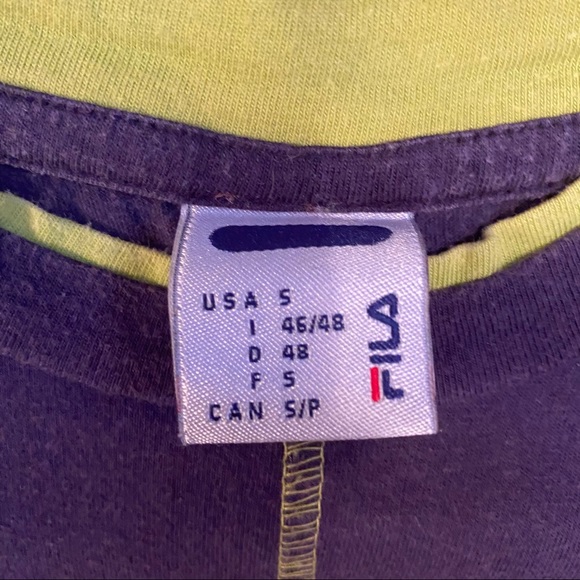 USA S
I 46/48
D 48
F S
CAN S/P
FILA